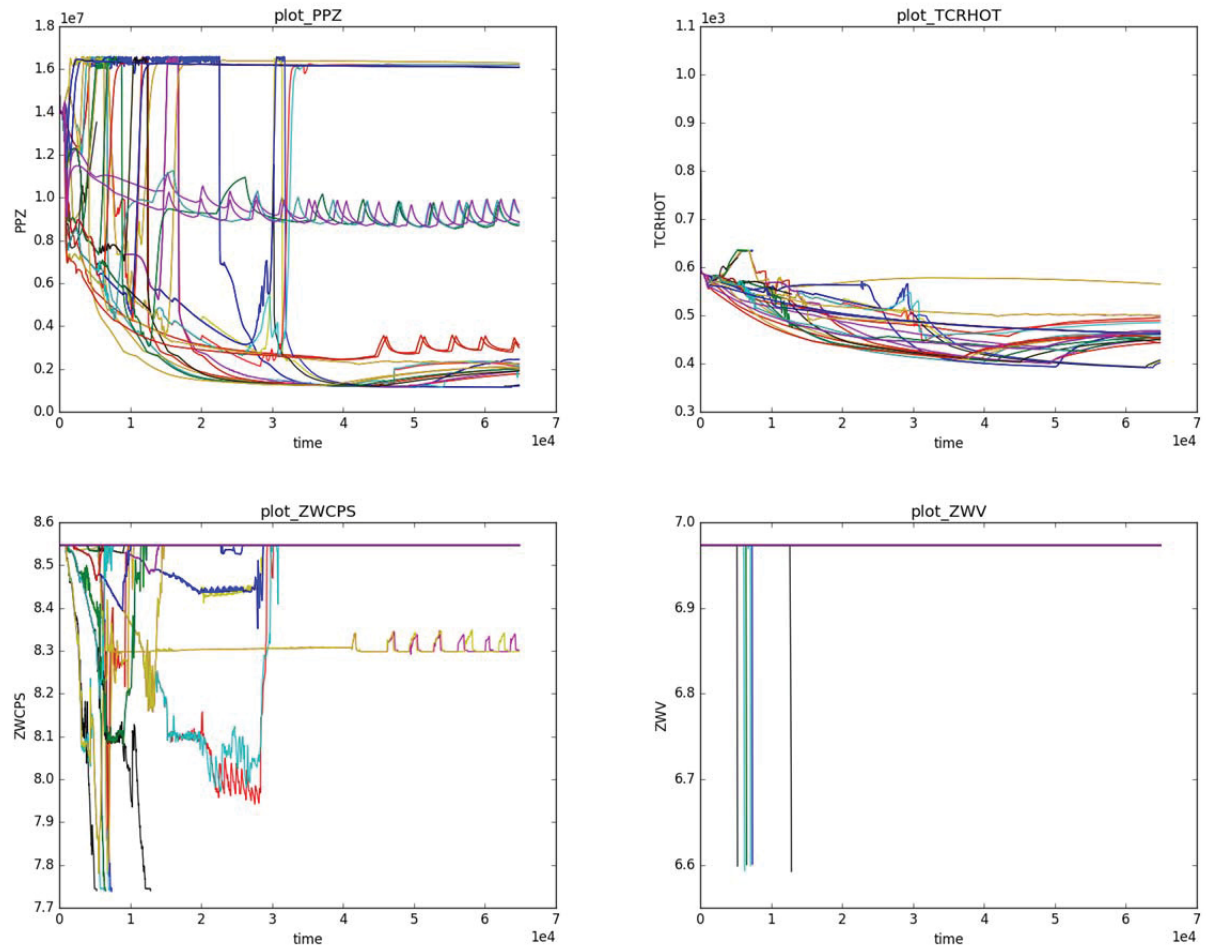 plot_PPZ
1e7
1.8
1.6
1.4
1.2
1.0
0.8
0.6
0.4
0.2
0.0
PPZ
0 1 2 3 4 5 6 7
time 1e4
plot_TCRHOT
1e3
1.1
1.0
0.9
0.8
0.7
0.6
0.5
0.4
0.3
TCRHOT
0 1 2 3 4 5 6 7
time 1e4
plot_ZWCPS
8.6
8.5
8.4
8.3
8.2
8.1
8.0
7.9
7.8
7.7
ZWCPS
0 1 2 3 4 5 6 7
time 1e4
plot_ZWV
7.0
6.9
6.8
6.7
6.6
ZWV
0 1 2 3 4 5 6 7
time 1e4